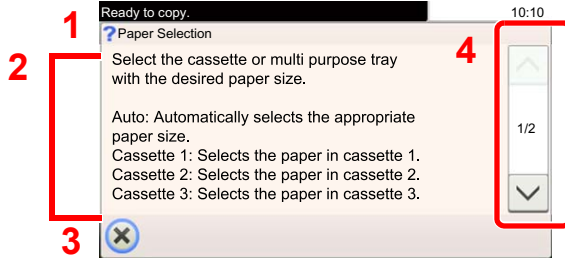 Ready to copy.
10:10
1
?Paper Selection
2
4
Select the cassette or multi purpose tray
with the desired paper size.
Auto: Automatically selects the appropriate
paper size.
1/2
Cassette 1: Selects the paper in cassette 1.
Cassette 2: Selects the paper in cassette 2.
Cassette 3: Selects the paper in cassette 3.
3